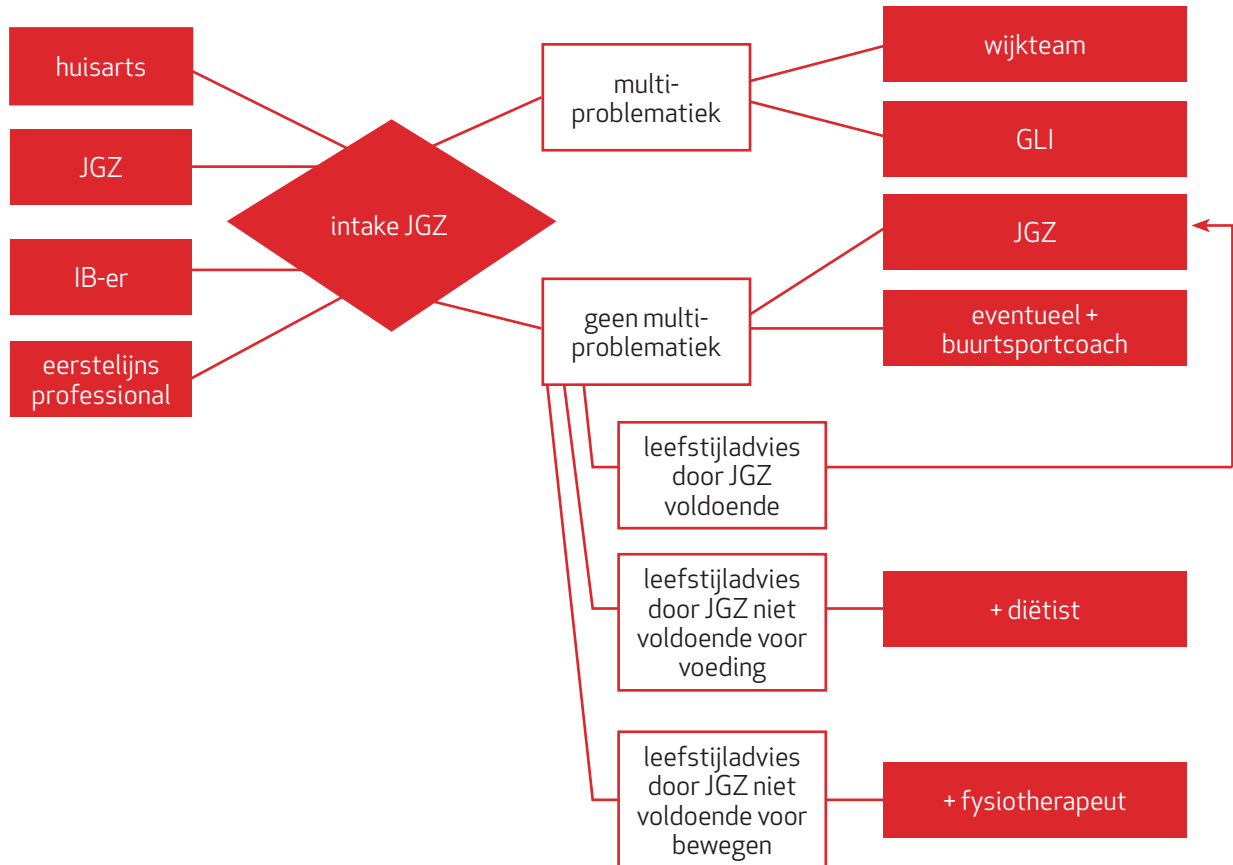 huisarts
JGZ
IB-er
eerstelijns
professional
intake JGZ
multi-
problematiek
geen multi-
problematiek
wijkteam
GLI
JGZ
eventueel +
buurtsportcoach
leefstijladvies
door JGZ
voldoende
leefstijladvies
door JGZ niet
voldoende voor
voeding
+ diëtist
leefstijladvies
door JGZ niet
voldoende voor
bewegen
+ fysiotherapeut